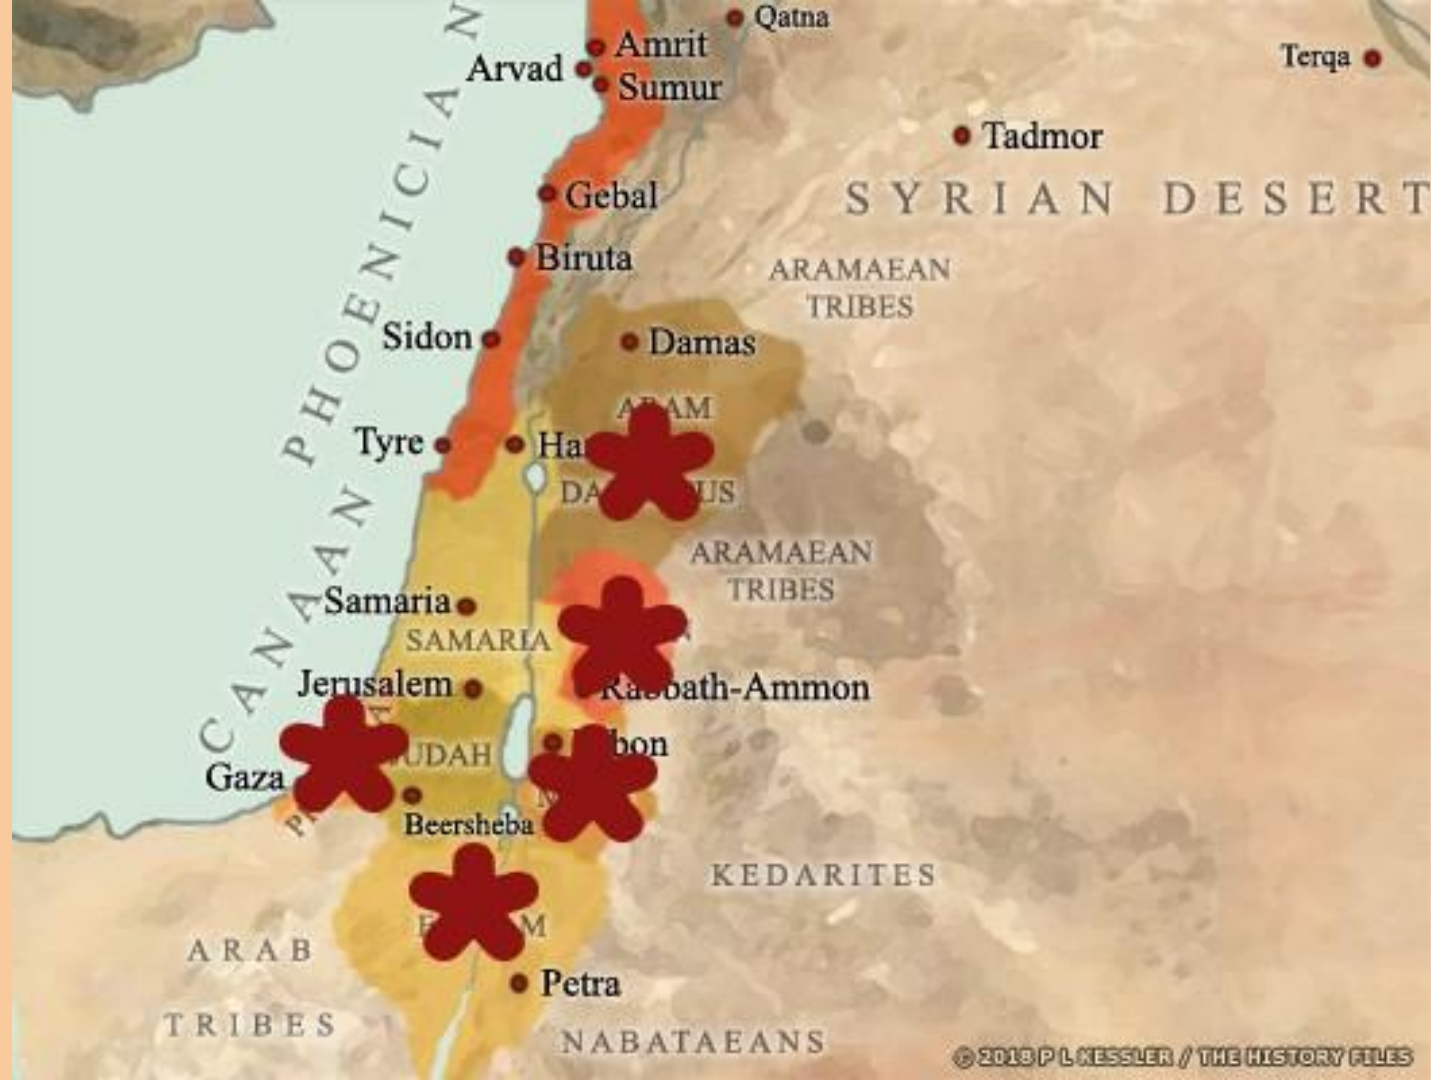 Qatna
Amrit
Arvad
Sumur
Terqa
Tadmor
SYRIAN DESERT
Gebal
Biruta
ARAMAEAN
TRIBES
CANAAN PHOENICIAN
Sidon
Damas
Tyre
ARAMAEAN
TRIBES
Samaria
SAMARIA
Jerusalem
Gaza
Beersheba
KEDARITES
ARAB
TRIBES
Petra
NABATAEANS
© 2018 P L KESSLER / THE HISTORY FILES